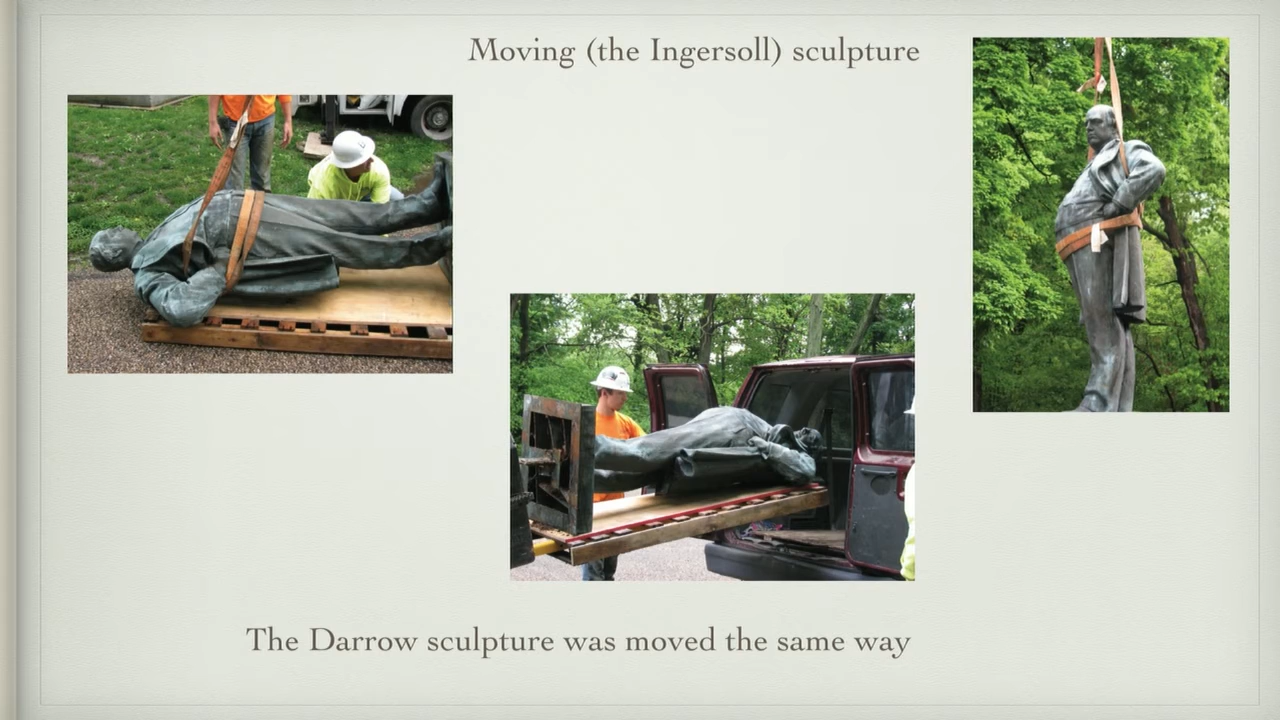 Moving (the Ingersoll) sculpture
The Darrow sculpture was moved the same way